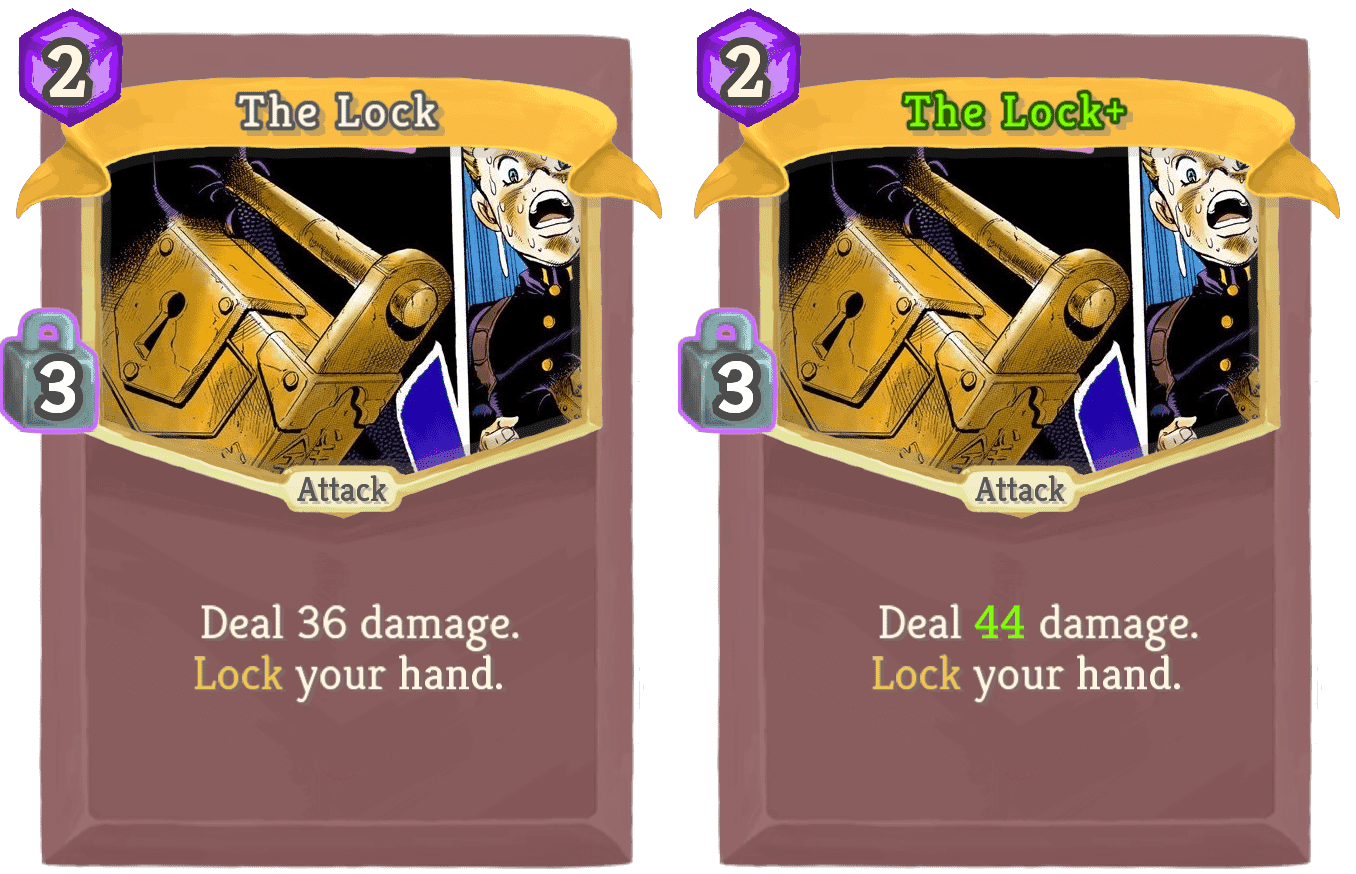 2
The Lock
3
Attack
Deal 36 damage.
Lock your hand.
2
The Lock+
3
Attack
Deal 44 damage.
Lock your hand.